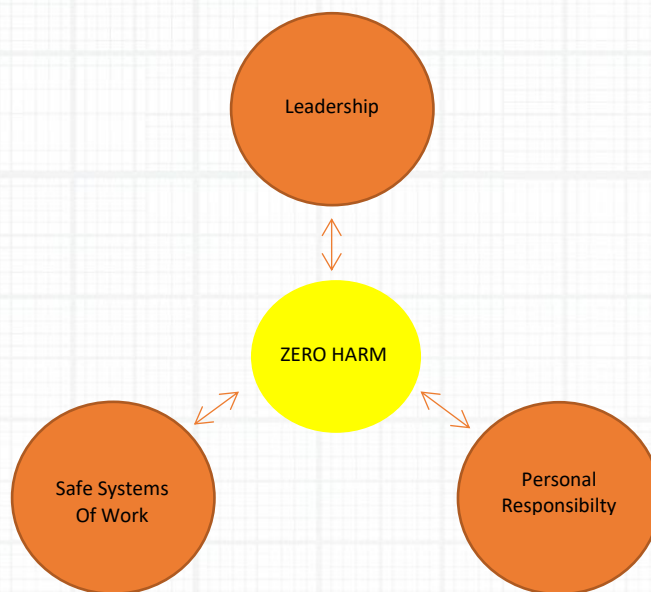 Leadership
ZERO HARM
Safe Systems
Of Work
Personal
Responsibilty